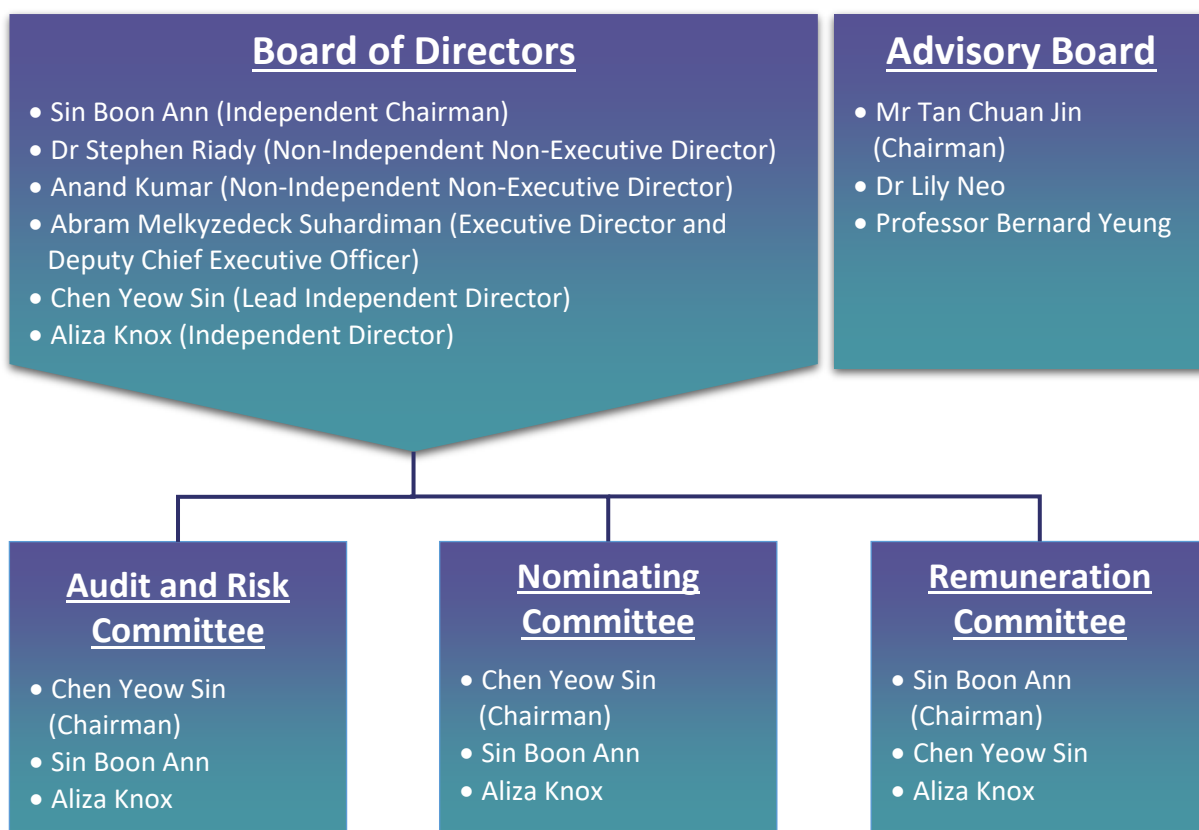 Board of Directors
• Sin Boon Ann (Independent Chairman)
• Dr Stephen Riady (Non-Independent Non-Executive Director)
• Anand Kumar (Non-Independent Non-Executive Director)
• Abram Melkyzedeck Suhardiman (Executive Director and
Deputy Chief Executive Officer)
• Chen Yeow Sin (Lead Independent Director)
• Aliza Knox (Independent Director)
Advisory Board
• Mr Tan Chuan Jin
(Chairman)
• Dr Lily Neo
• Professor Bernard Yeung
Audit and Risk
Committee
• Chen Yeow Sin
(Chairman)
• Sin Boon Ann
• Aliza Knox
Nominating
Committee
• Chen Yeow Sin
(Chairman)
• Sin Boon Ann
• Aliza Knox
Remuneration
Committee
• Sin Boon Ann
(Chairman)
• Chen Yeow Sin
• Aliza Knox